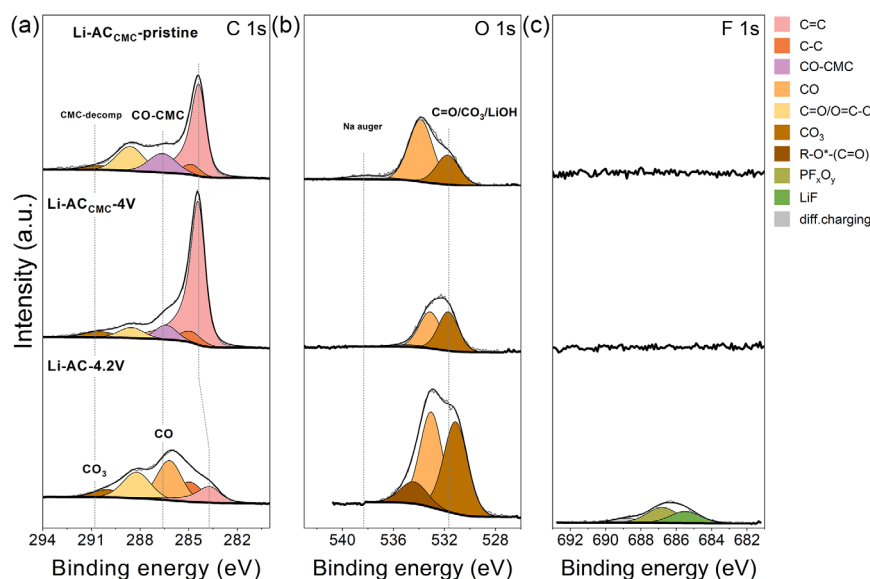 (a)
Li-AC_CMC-pristine
C 1s
CMC-decomp
CO-CMC
Li-AC_CMC-4V
Li-AC-4.2V
CO₃
CO
Intensity (a.u.)
294 291 288 285 282
Binding energy (eV)
(b)
O 1s
C=O/CO₃/LiOH
Na auger
540 536 532 528
Binding energy (eV)
(c)
F 1s
692 690 688 686 684 682
Binding energy (eV)
C=C
C-C
CO-CMC
CO
C=O/O=C-O
CO₃
R-O*-(C=O)
PFₓOᵧ
LiF
diff.charging